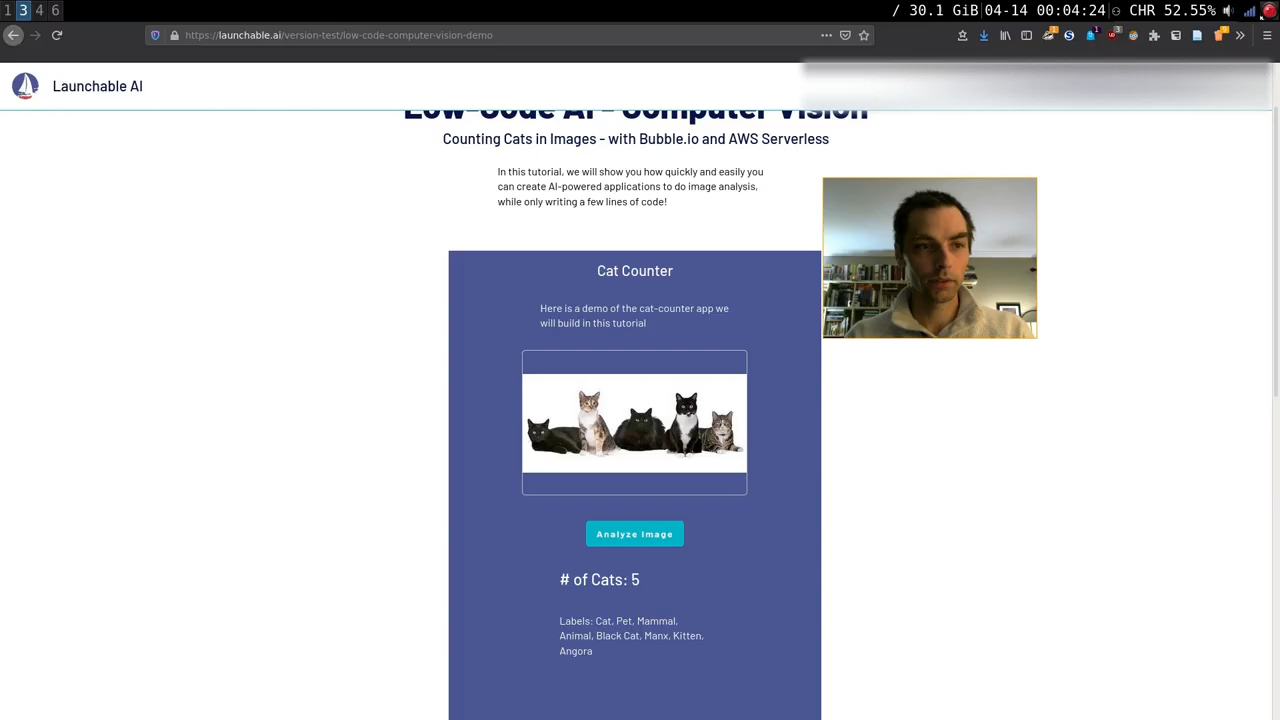 1 3 4 6
/ 30.1 GiB|04-14 00:04:24| CHR 52.55%
https://launchable.ai/version-test/low-code-computer-vision-demo
Launchable AI
Low-Code AI - Computer Vision
Counting Cats in Images - with Bubble.io and AWS Serverless
In this tutorial, we will show you how quickly and easily you
can create AI-powered applications to do image analysis,
while only writing a few lines of code!
Cat Counter
Here is a demo of the cat-counter app we
will build in this tutorial
Analyze Image
# of Cats: 5
Labels: Cat, Pet, Mammal,
Animal, Black Cat, Manx, Kitten,
Angora